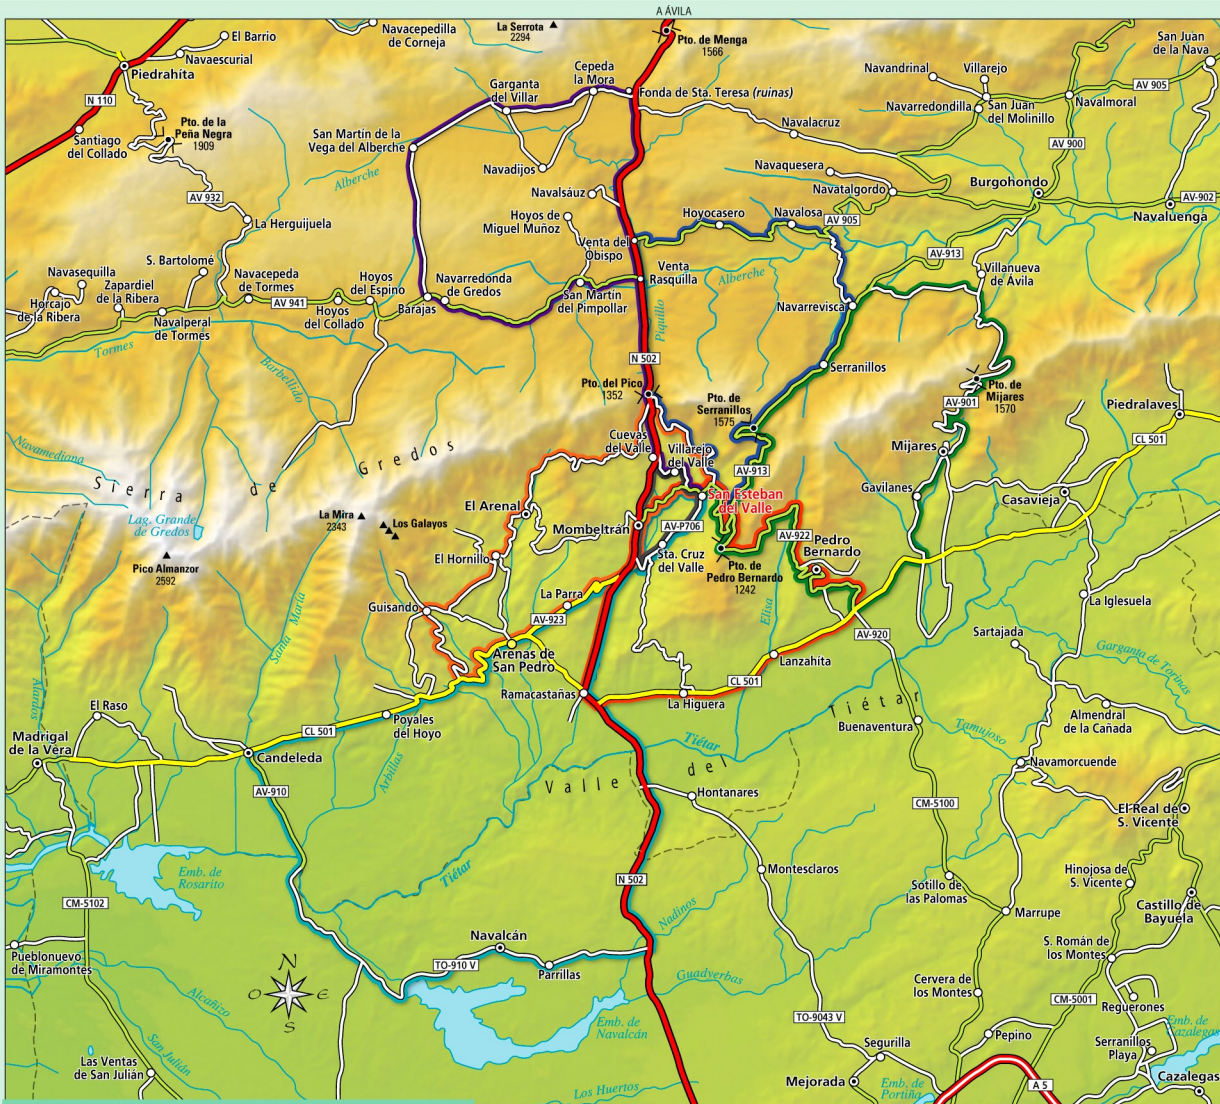 A ÁVILA
La Serrota
2294
Navacepedilla
de Corneja
El Barrio
Navaescurial
Piedrahíta
Pto. de Menga
1566
San Juan
de la Nava
N 110
Santiago
del Collado
Pto. de la
Peña Negra
1909
Garganta
del Villar
Cepeda
la Mora
Fonda de Sta. Teresa (ruinas)
Navandrinal
Villarejo
Navarredondilla
San Juan
del Molinillo
Navalmoral
AV 905
AV 900
San Martín de la
Vega del Alberche
Alberche
Navadijos
Navalacruz
Navaquesera
Navatalgordo
Burgohondo
AV-902
Navaluenga
AV 932
La Herguijuela
Navalsáuz
Hoyos de
Miguel Muñoz
Hoyocasero
Navalosa
AV 905
Venta del
Obispo
AV-913
Villanueva
de Ávila
Navasequilla
Zapardiel
de la Ribera
Horcajo
de la Ribera
S. Bartolomé
Navacepeda
de Tormes
Hoyos
del Espino
Navarredonda
de Gredos
AV 941
Navalperal
de Tormes
Hoyos
del Collado
Barajas
San Martín
del Pimpollar
Venta
Rasquilla
Alberche
Navarrevisca
Tormes
Barbellido
Piquillo
N 502
Serranillos
Pto. del Pico
1352
Pto. de
Serranillos
1575
AV-901
Pto. de
Mijares
1570
Piedralaves
CL 501
Navamediana
Sierra de Gredos
Cuevas
del Valle
Villarejo
del Valle
AV-913
Mijares
Gavilanes
Casavieja
San Esteban
del Valle
Lag. Grande
de Gredos
La Mira
2343
Los Galayos
El Arenal
Mombeltrán
AV-P706
AV-922
Pedro
Bernardo
Pico Almanzor
2592
El Hornillo
Sta. Cruz
del Valle
Pto. de
Pedro Bernardo
1242
Santa María
Guisando
La Parra
AV-923
Elisa
La Iglesuela
Arenas de
San Pedro
AV-920
Sartajada
Garganta de Torinas
Lanzahíta
CL 501
Ramacastañas
La Higuera
Alardos
El Raso
Madrigal
de la Vera
CL 501
Poyales
del Hoyo
Candeleda
Arbillas
Tiétar
Valle del Tiétar
Buenaventura
Tamujoso
Almendral
de la Cañada
Navamorcuende
AV-910
Hontanares
CM-5100
El Real de
S. Vicente
Emb. de
Rosarito
Tiétar
N 502
Montesclaros
Sotillo de
las Palomas
Hinojosa de
S. Vicente
Castillo de
Bayuela
CM-5102
Nadinos
Marrupe
Pueblonuevo
de Miramontes
Navalcán
TO-910 V
Parrillas
S. Román de
los Montes
Guadyerbas
Cervera de
los Montes
CM-5001
Reguerones
N
O E
S
Alcañizo
Emb. de
Navalcán
TO-9043 V
Pepino
Emb. de
Cazalegas
Serranillos
Playa
San Julián
Las Ventas
de San Julián
Segurilla
Mejorada
Emb. de
Portiña
A 5
Cazalegas
Los Huertos